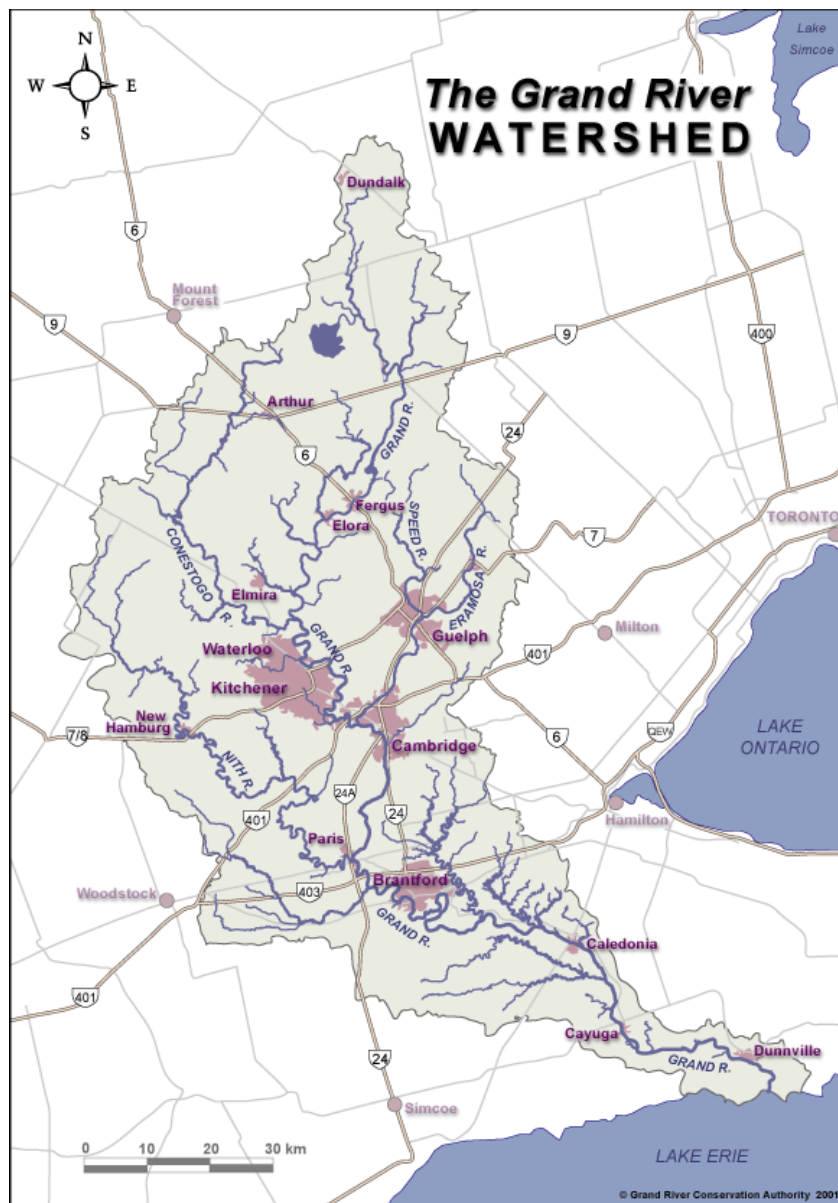 Lake
Simcoe
N
W E
S
The Grand River
WATERSHED
Dundalk
6
Mount
Forest
9
9
400
Arthur
24
GRAND R.
6
Fergus
Elora
SPEED R.
7
TORONTO
CONESTOGO R.
ERAMOSA R.
Elmira
Guelph
Milton
Waterloo
GRAND R.
401
Kitchener
New
Hamburg
7/8
6
QEW
LAKE
ONTARIO
Cambridge
NITH R.
24A
24
401
Hamilton
Paris
Brantford
Woodstock
403
GRAND R.
Caledonia
401
Cayuga
Dunnville
24
GRAND R.
Simcoe
0 10 20 30 km
LAKE ERIE
© Grand River Conservation Authority 2001